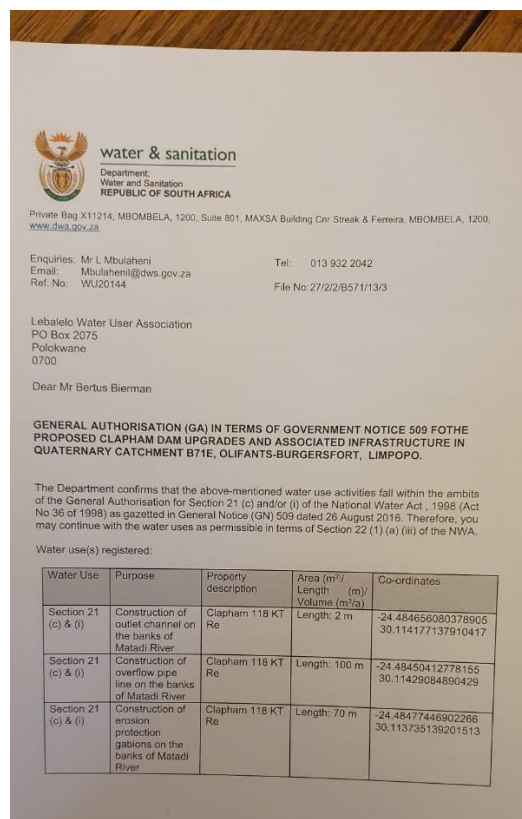 water & sanitation
Department:
Water and Sanitation
REPUBLIC OF SOUTH AFRICA
Private Bag X11214, MBOMBELA, 1200, Suite 801, MAXSA Building Cnr Streak & Ferreira. MBOMBELA, 1200,
www.dwa.gov.za
Enquiries: Mr L Mbulaheni
Email: Mbulahenil@dws.gov.za
Ref. No: WU20144
Tel: 013 932 2042
File No:27/2/2/B571/13/3
Lebalelo Water User Association
PO Box 2075
Polokwane
0700
Dear Mr Bertus Bierman
GENERAL AUTHORISATION (GA) IN TERMS OF GOVERNMENT NOTICE 509 FOTHE
PROPOSED CLAPHAM DAM UPGRADES AND ASSOCIATED INFRASTRUCTURE IN
QUATERNARY CATCHMENT B71E, OLIFANTS-BURGERSFORT, LIMPOPO.
The Department confirms that the above-mentioned water use activities fall within the ambits
of the General Authorisation for Section 21 (c) and/or (i) of the National Water Act , 1998 (Act
No 36 of 1998) as gazetted in General Notice (GN) 509 dated 26 August 2016. Therefore, you
may continue with the water uses as permissible in terms of Section 22 (1) (a) (iii) of the NWA.
Water use(s) registered:
Water Use
Purpose
Property
description
Area (m²)/
Length (m)/
Volume (m³/a)
Co-ordinates
Section 21
(c) & (i)
Construction of
outlet channel on
the banks of
Matadi River
Clapham 118 KT
Re
Length: 2 m
-24.484656080378905
30.114177137910417
Section 21
(c) & (i)
Construction of
overflow pipe
line on the banks
of Matadi River
Clapham 118 KT
Re
Length: 100 m
-24.48450412778155
30.11429084890429
Section 21
(c) & (i)
Construction of
erosion
protection
gabions on the
banks of Matadi
River
Clapham 118 KT
Re
Length: 70 m
-24.48477446902266
30.113735139201513